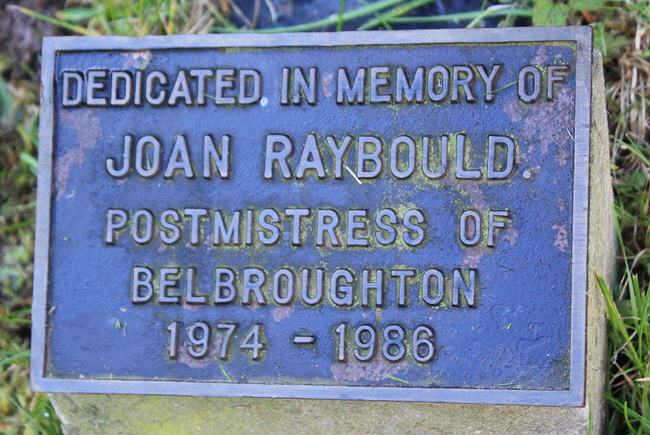 DEDICATED IN MEMORY OF
JOAN RAYBOULD
POSTMISTRESS OF
BELBROUGHTON
1974 - 1986